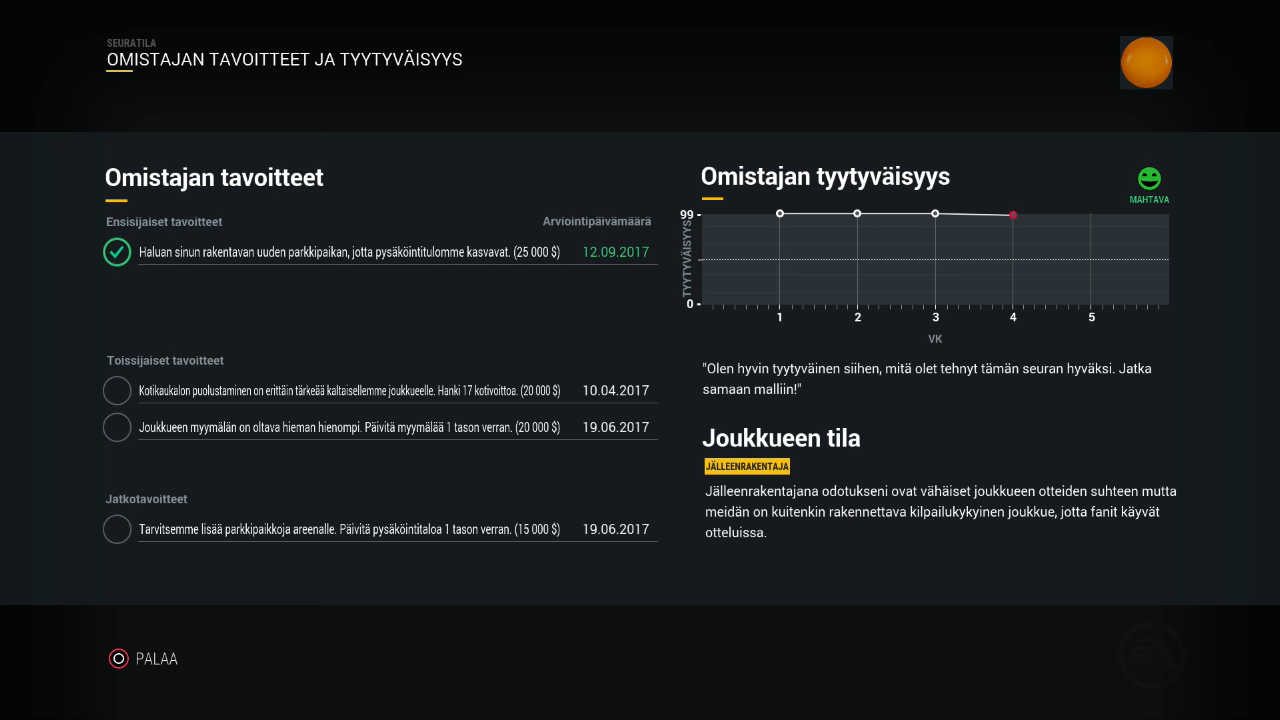 SEURATILA
OMISTAJAN TAVOITTEET JA TYYTYVÄISYYS
Omistajan tavoitteet
Ensisijaiset tavoitteet Arviointipäivämäärä
Haluan sinun rakentavan uuden parkkipaikan, jotta pysäköintitulomme kasvavat. (25 000 $) 12.09.2017
Toissijaiset tavoitteet
Kotikaukalon puolustaminen on erittäin tärkeää kaltaisellemme joukkueelle. Hanki 17 kotivoittoa. (20 000 $) 10.04.2017
Joukkueen myymälän on oltava hieman hienompi. Päivitä myymälää 1 tason verran. (20 000 $) 19.06.2017
Jatkotavoitteet
Tarvitsemme lisää parkkipaikkoja areenalle. Päivitä pysäköintitaloa 1 tason verran. (15 000 $) 19.06.2017
Omistajan tyytyväisyys
MAHTAVA
99
TYYTYVÄISYYS
0
1 2 3 4 5
VK
"Olen hyvin tyytyväinen siihen, mitä olet tehnyt tämän seuran hyväksi. Jatka
samaan malliin!"
Joukkueen tila
JÄLLEENRAKENTAJA
Jälleenrakentajana odotukseni ovat vähäiset joukkueen otteiden suhteen mutta
meidän on kuitenkin rakennettava kilpailukykyinen joukkue, jotta fanit käyvät
otteluissa.
PALAA
EA